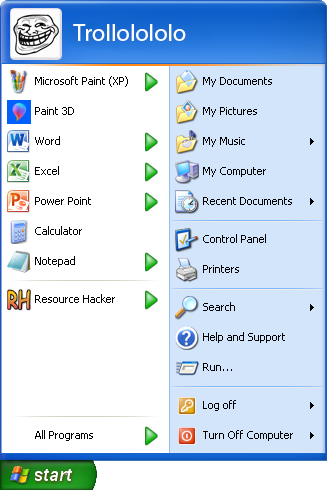 Trollolololo
Microsoft Paint (XP)
Paint 3D
Word
Excel
Power Point
Calculator
Notepad
RH Resource Hacker
All Programs
My Documents
My Pictures
My Music
My Computer
Recent Documents
Control Panel
Printers
Search
Help and Support
Run...
Log off
Turn Off Computer
start